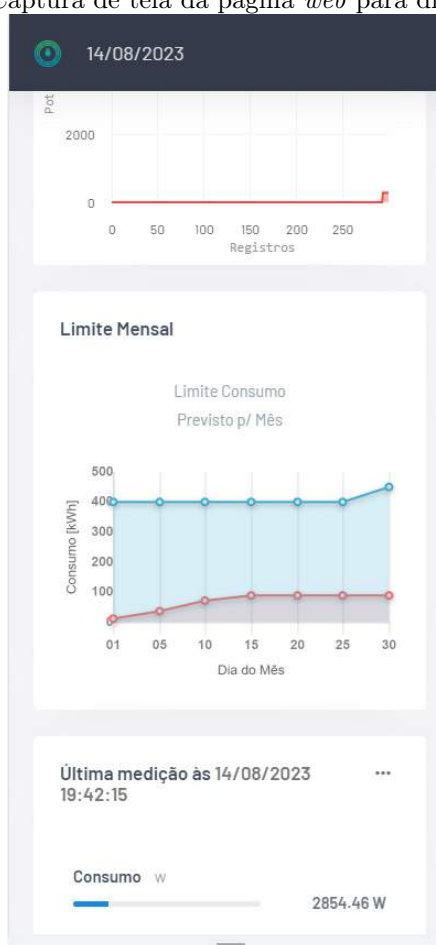 Captura de tela da página web para di
14/08/2023
Pot
2000
0
0 50 100 150 200 250
Registros
Limite Mensal
Limite Consumo
Previsto p/ Mês
500
400
300
200
100
0
Consumo [kWh]
01 05 10 15 20 25 30
Dia do Mês
Última medição às 14/08/2023
19:42:15
Consumo W
2854.46 W